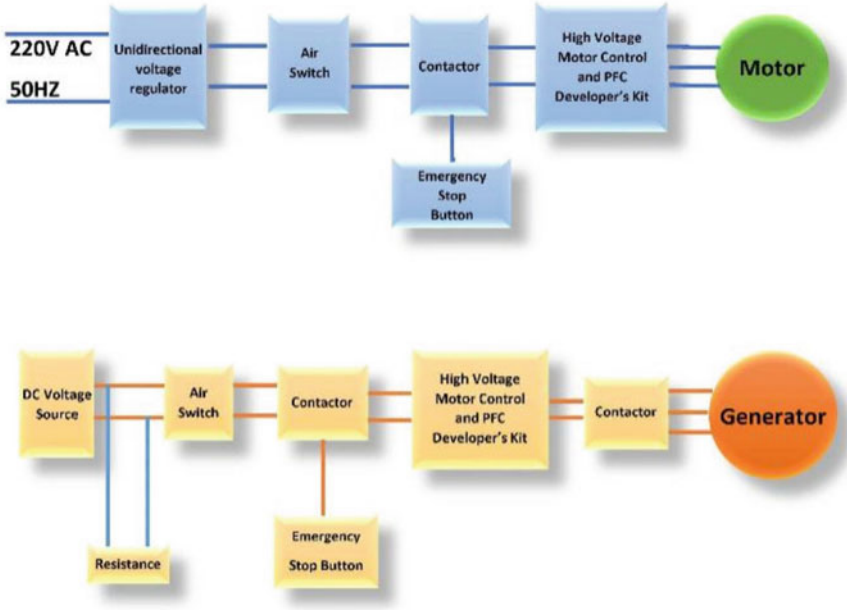 220V AC
50HZ
Unidirectional
voltage
regulator
Air
Switch
Contactor
High Voltage
Motor Control
and PFC
Developer's Kit
Motor
Emergency
Stop
Button
DC Voltage
Source
Air
Switch
Contactor
High Voltage
Motor Control
and PFC
Developer's Kit
Contactor
Generator
Resistance
Emergency
Stop Button